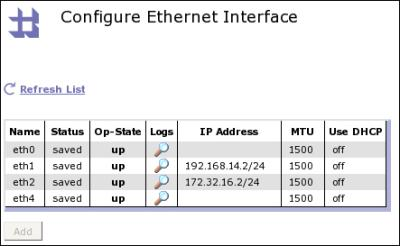 Configure Ethernet Interface
Refresh List
Name Status Op-State Logs IP Address MTU Use DHCP
eth0 saved up 1500 off
eth1 saved up 192.168.14.2/24 1500 off
eth2 saved up 172.32.16.2/24 1500 off
eth4 saved up 1500 off
Add